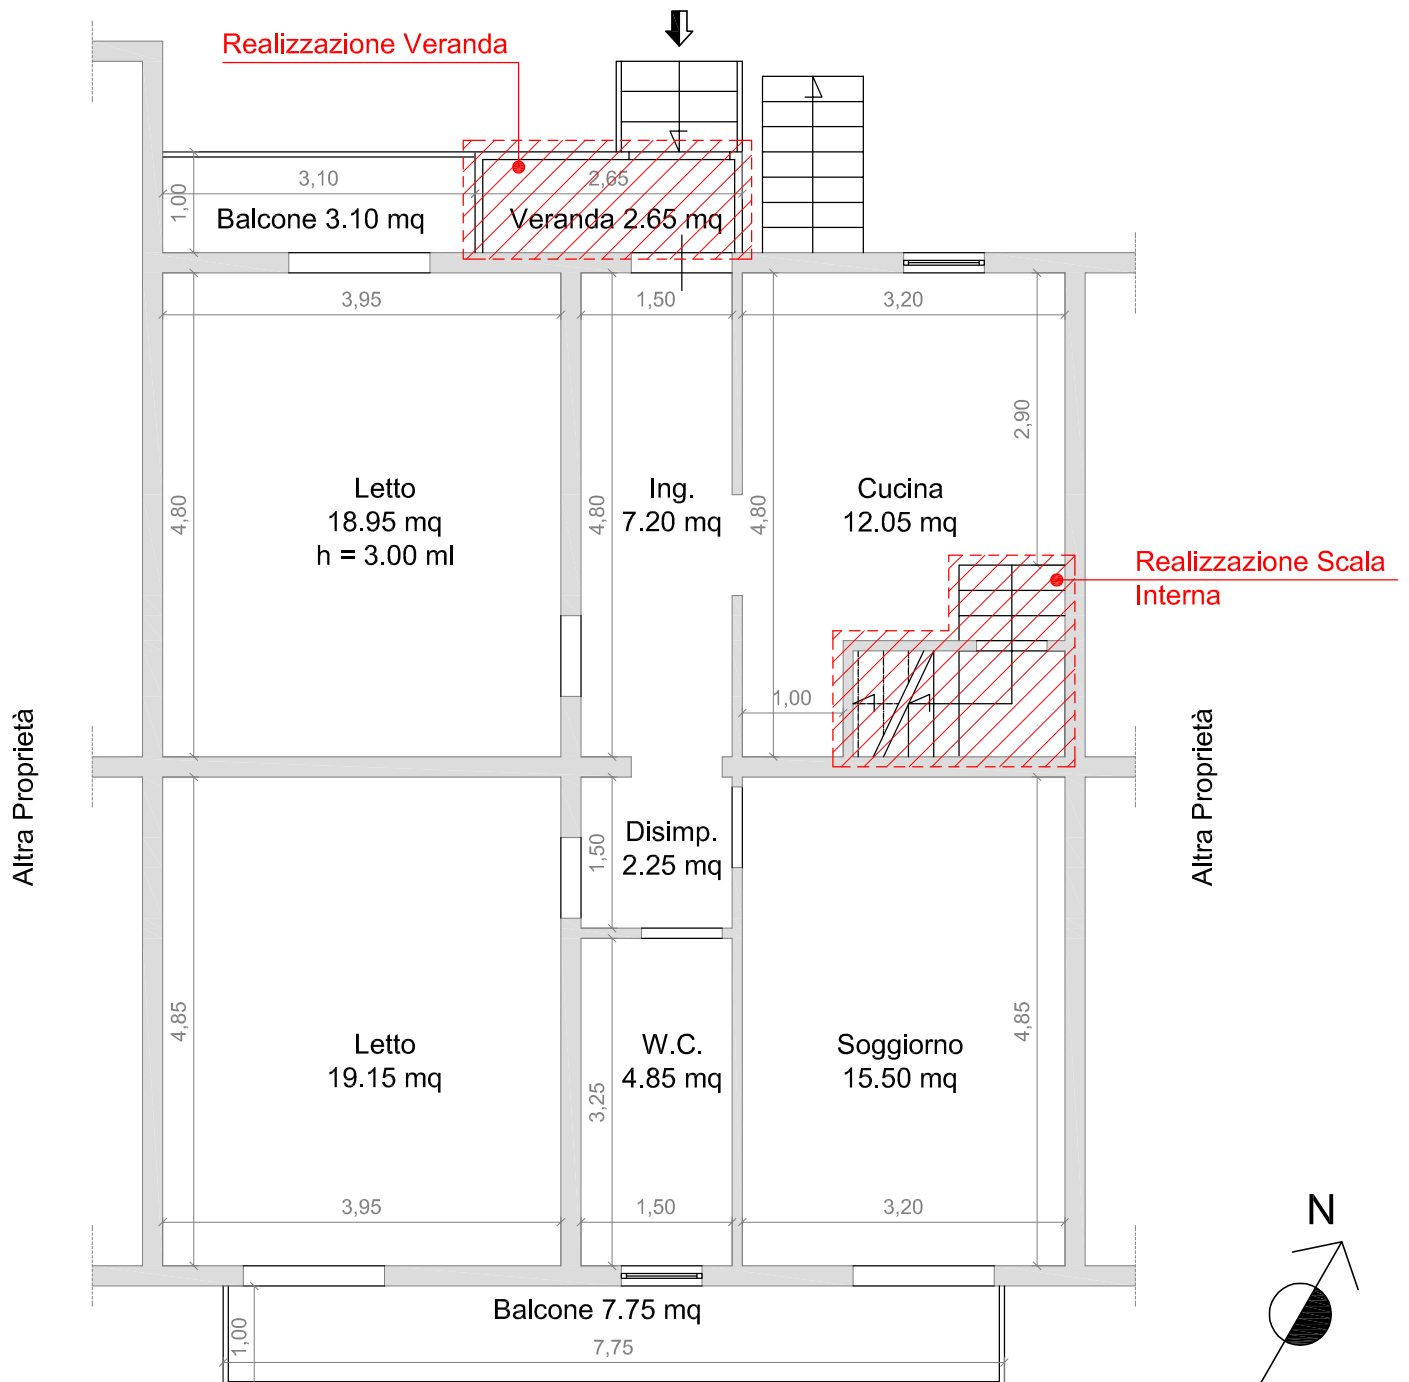 Realizzazione Veranda
3,10
2,65
1,00
Balcone 3.10 mq
Veranda 2.65 mq
3,95
1,50
3,20
2,90
4,80
Letto
18.95 mq
h = 3.00 ml
4,80
Ing.
7.20 mq
4,80
Cucina
12.05 mq
Realizzazione Scala
Interna
1,00
Altra Proprietà
Altra Proprietà
1,50
Disimp.
2.25 mq
4,85
Letto
19.15 mq
3,25
W.C.
4.85 mq
Soggiorno
15.50 mq
4,85
3,95
1,50
3,20
N
Balcone 7.75 mq
1,00
7,75